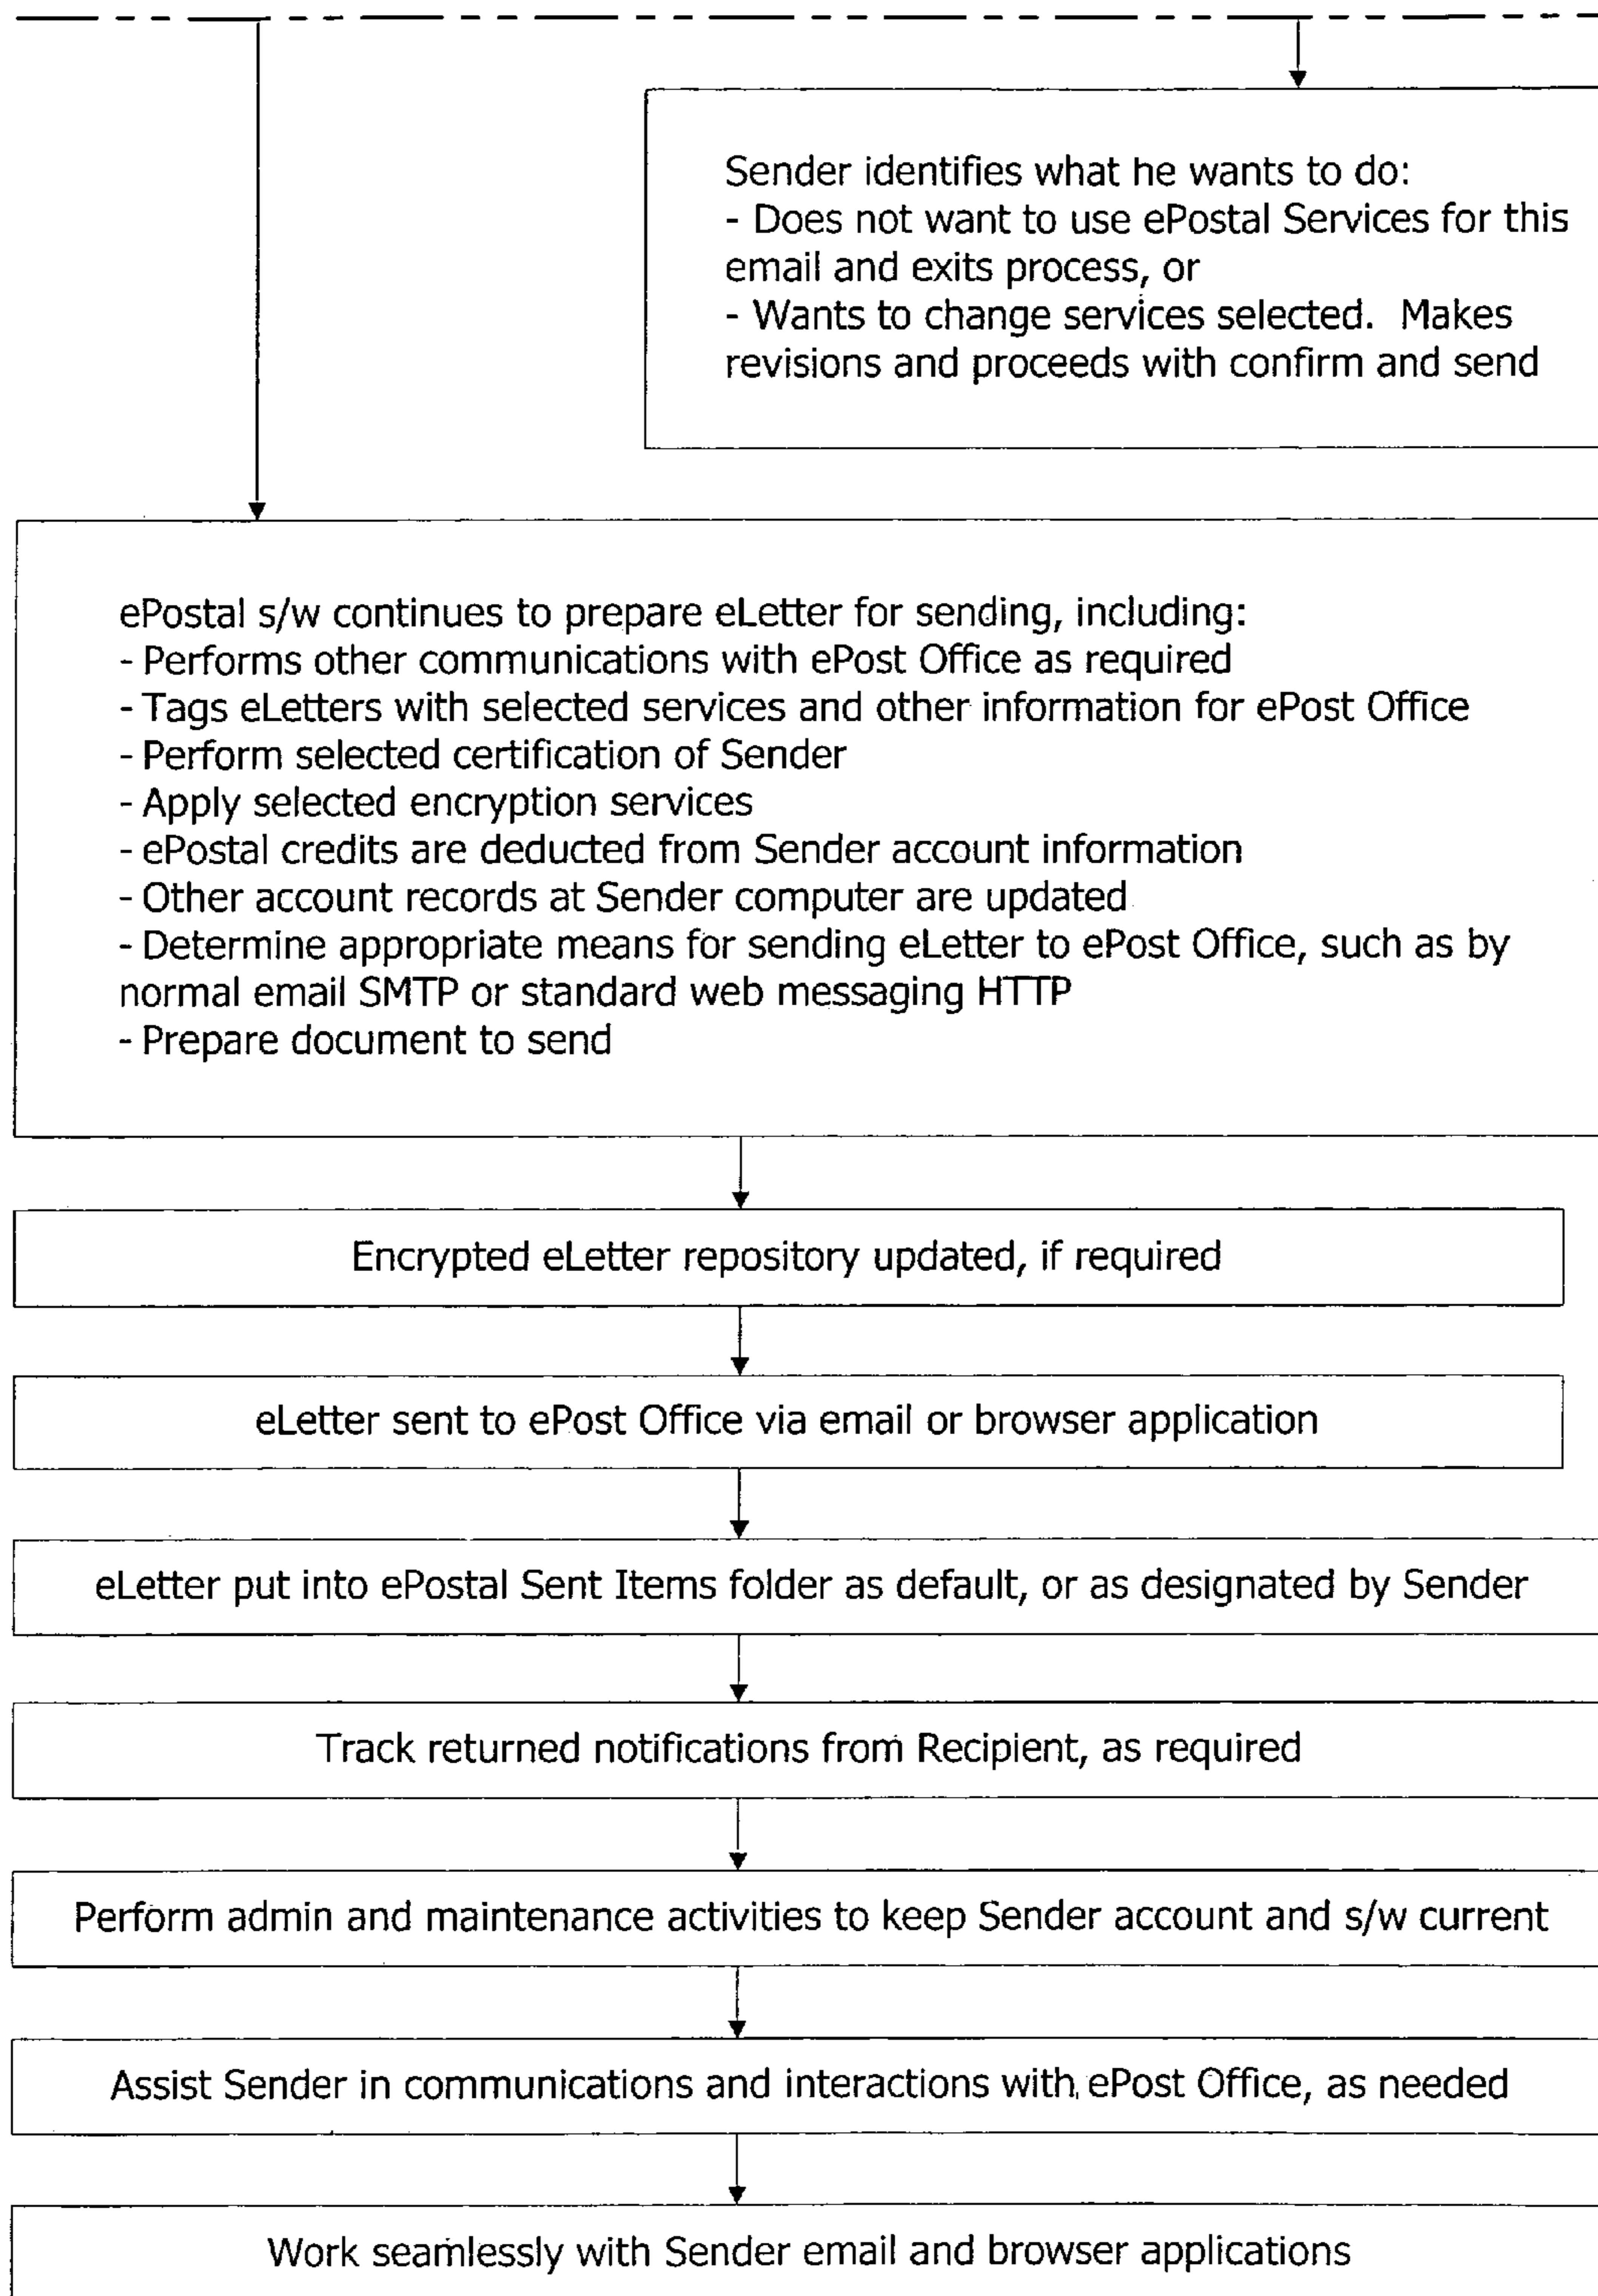 Sender identifies what he wants to do:
- Does not want to use ePostal Services for this
email and exits process, or
- Wants to change services selected.  Makes
revisions and proceeds with confirm and send
ePostal s/w continues to prepare eLetter for sending, including:
- Performs other communications with ePost Office as required
- Tags eLetters with selected services and other information for ePost Office
- Perform selected certification of Sender
- Apply selected encryption services
- ePostal credits are deducted from Sender account information
- Other account records at Sender computer are updated
- Determine appropriate means for sending eLetter to ePost Office, such as by
normal email SMTP or standard web messaging HTTP
- Prepare document to send
Encrypted eLetter repository updated, if required
eLetter sent to ePost Office via email or browser application
eLetter put into ePostal Sent Items folder as default, or as designated by Sender
Track returned notifications from Recipient, as required
Perform admin and maintenance activities to keep Sender account and s/w current
Assist Sender in communications and interactions with ePost Office, as needed
Work seamlessly with Sender email and browser applications